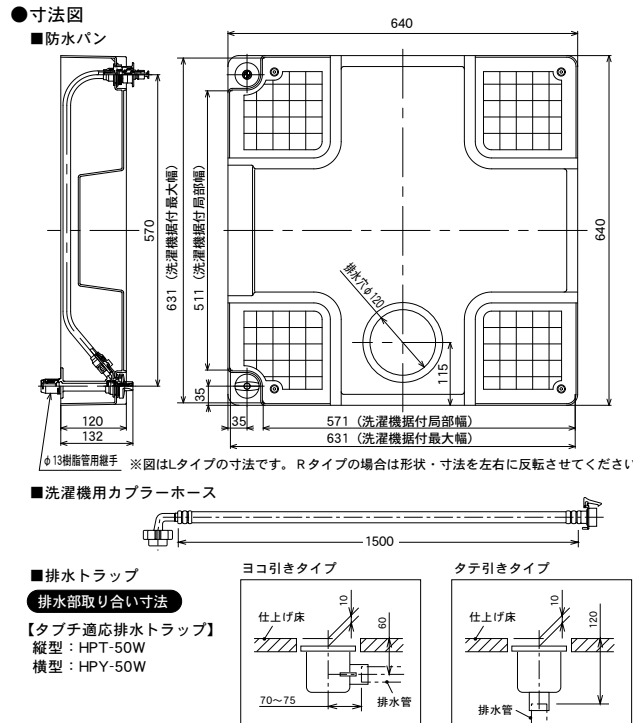 ●寸法図
■防水パン
640
570
631（洗濯機据付最大幅）
511（洗濯機据付局部幅）
640
排水穴φ120
115
35
35
120
132
571（洗濯機据付局部幅）
631（洗濯機据付最大幅）
φ13樹脂管用継手
※図はLタイプの寸法です。Rタイプの場合は形状・寸法を左右に反転させてください
■洗濯機用カプラーホース
1500
■排水トラップ
排水部取り合い寸法
【タブチ適応排水トラップ】
縦型：HPT-50W
横型：HPY-50W
ヨコ引きタイプ
仕上げ床
10
60
70～75
排水管
タテ引きタイプ
仕上げ床
10
120
排水管